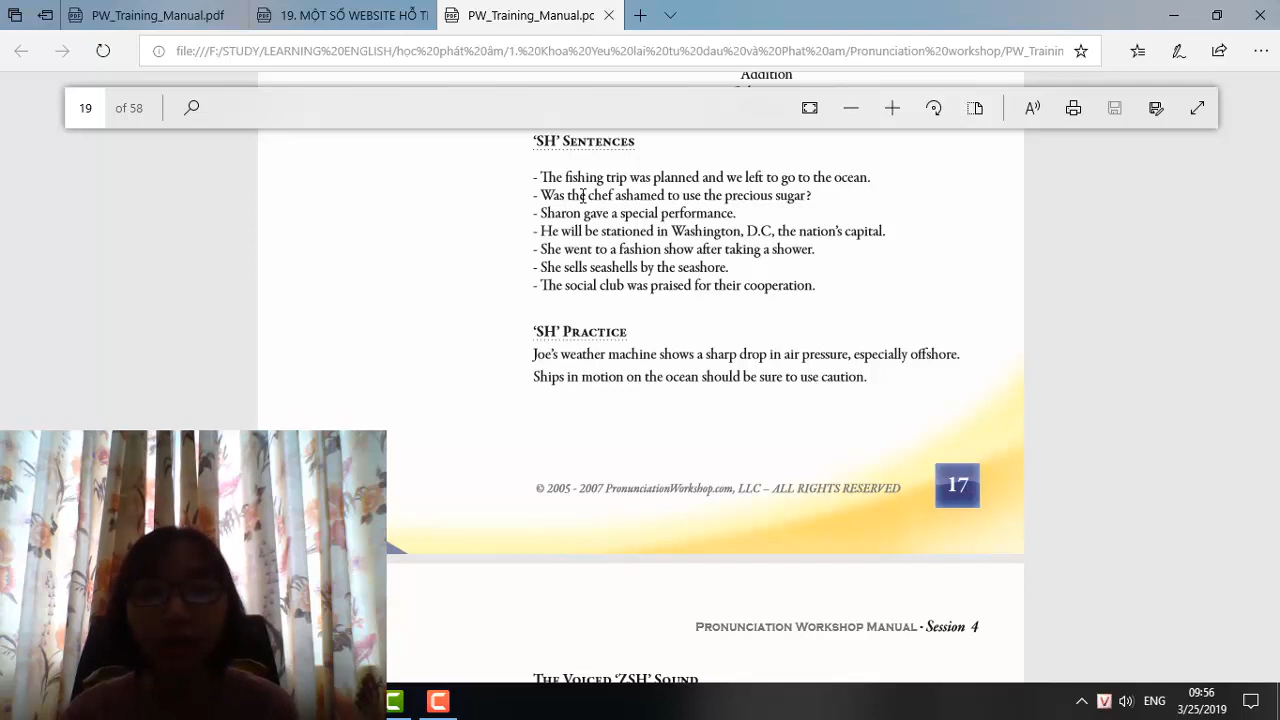 17. PW_Training Manual.pdf
19. MỘT SỐ PHỤ ÂM
PW_Training Manual.pc
file:///F:/STUDY/LEARNING%20ENGLISH/học%20phát%20âm/1.%20Khoa%20Yeu%20lai%20tu%20dau%20và%20Phat%20am/Pronunciation%20workshop/PW_Trainin
Addition
19 of 58
‘SH’ Sentences
- The fishing trip was planned and we left to go to the ocean.
- Was the chef ashamed to use the precious sugar?
- Sharon gave a special performance.
- He will be stationed in Washington, D.C, the nation’s capital.
- She went to a fashion show after taking a shower.
- She sells seashells by the seashore.
- The social club was praised for their cooperation.
‘SH’ Practice
Joe’s weather machine shows a sharp drop in air pressure, especially offshore.
Ships in motion on the ocean should be sure to use caution.
© 2005 - 2007 PronunciationWorkshop.com, LLC – ALL RIGHTS RESERVED
17
Pronunciation Workshop Manual - Session 4
The Voiced ‘ZSH’ Sound
ENG
09:56
3/25/2019